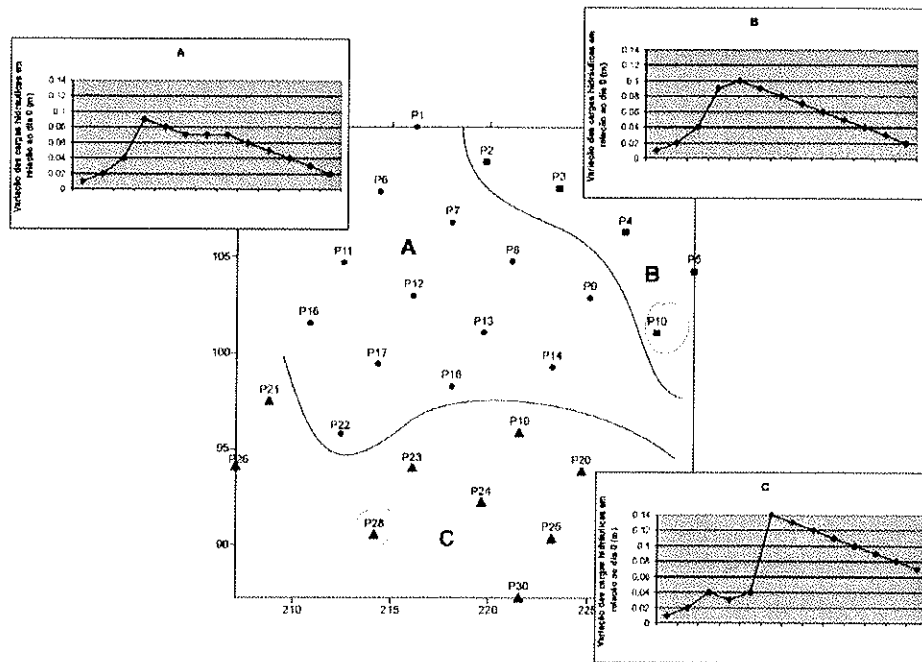 A
Variação das cargas hidráulicas em
relação ao dia 0 (m)
0.14
0.12
0.1
0.08
0.06
0.04
0.02
0
B
Variação das cargas hidráulicas em
relação ao dia 0 (m)
0.14
0.12
0.1
0.08
0.06
0.04
0.02
0
P1
P2
P3
P6
P7
P4
A
P11
P8
P5
105
B
P12
P9
P16
P13
P10
100
P17
P14
P18
P21
P22
P19
95
P26
P23
P20
P24
P28
P25
C
90
P30
210
215
220
225
C
Variação das cargas hidráulicas em
relação ao dia 0 (m)
0.14
0.12
0.1
0.08
0.06
0.04
0.02
0